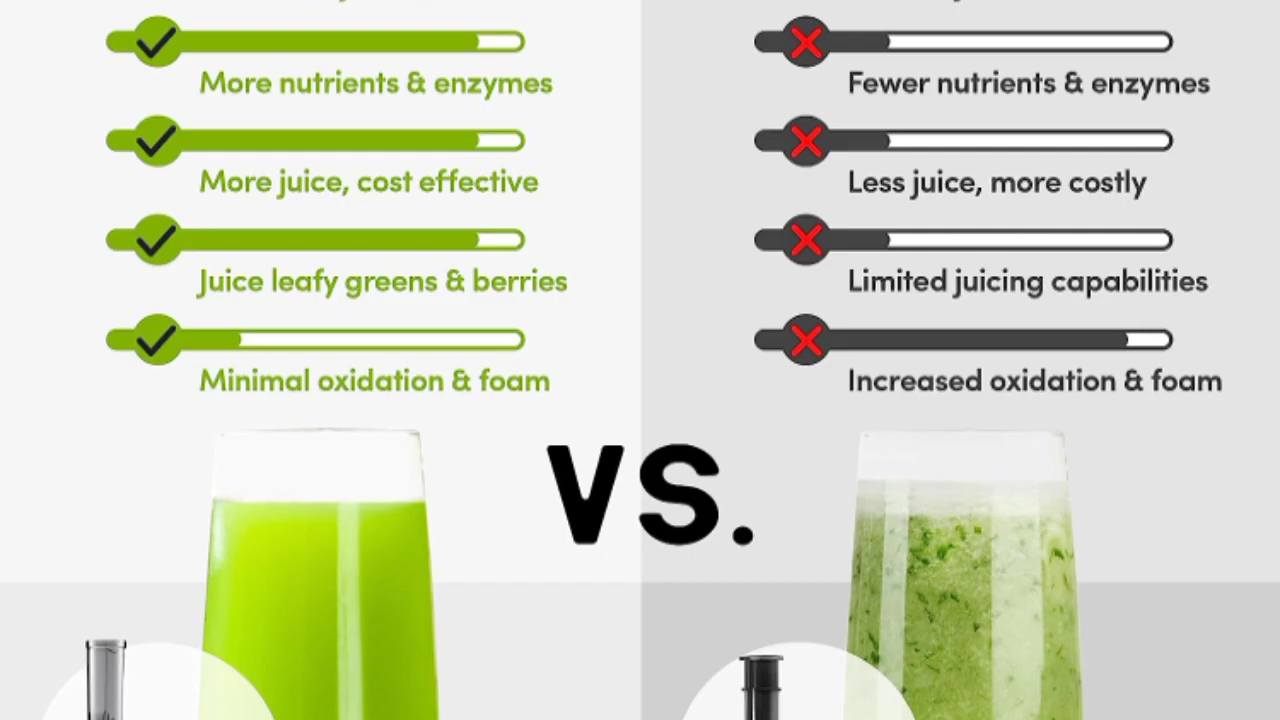 More nutrients & enzymes
More juice, cost effective
Juice leafy greens & berries
Minimal oxidation & foam
Fewer nutrients & enzymes
Less juice, more costly
Limited juicing capabilities
Increased oxidation & foam
VS.